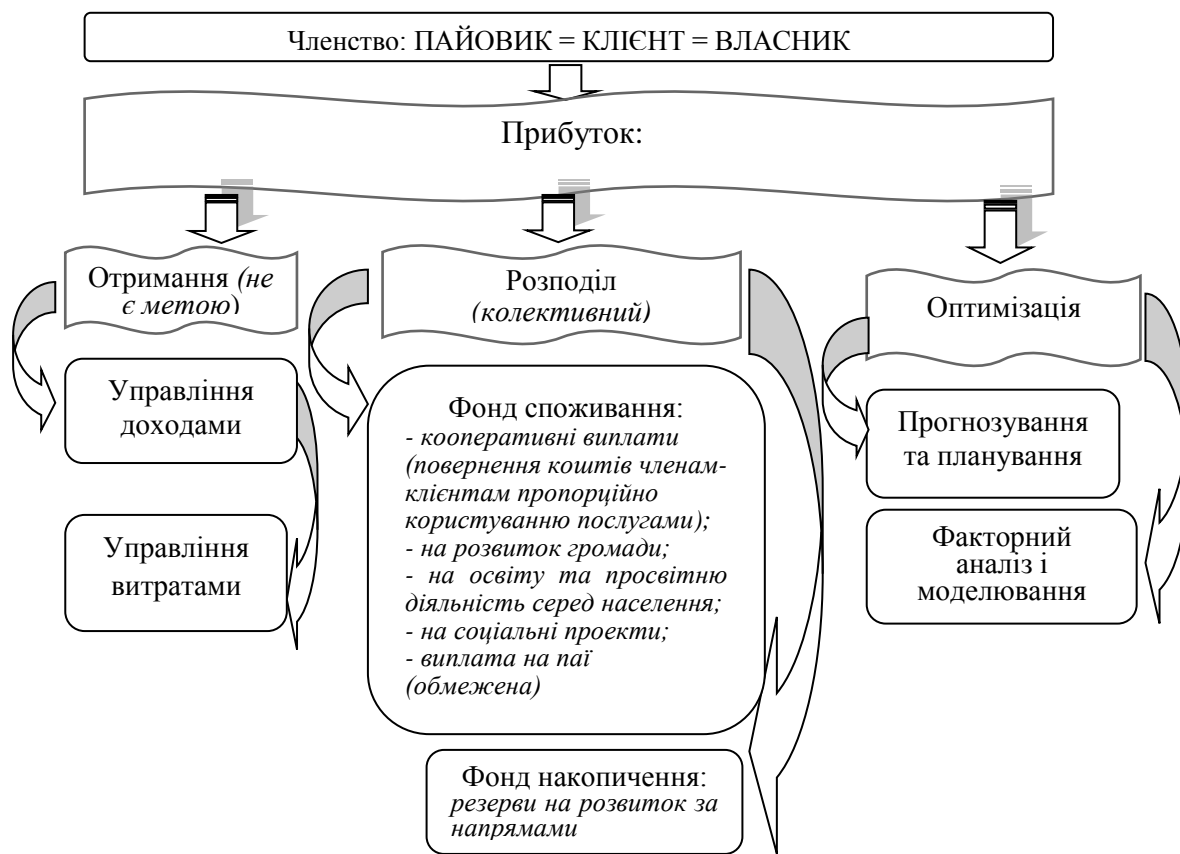 Членство: ПАЙОВИК = КЛІЄНТ = ВЛАСНИК
Прибуток:
Отримання (не
є метою)
Управління
доходами
Управління
витратами
Розподіл
(колективний)
Фонд споживання:
- кооперативні виплати
(повернення коштів членам-
клієнтам пропорційно
користуванню послугами);
- на розвиток громади;
- на освіту та просвітню
діяльність серед населення;
- на соціальні проекти;
- виплата на паї
(обмежена)
Фонд накопичення:
резерви на розвиток за
напрямами
Оптимізація
Прогнозування
та планування
Факторний
аналіз і
моделювання